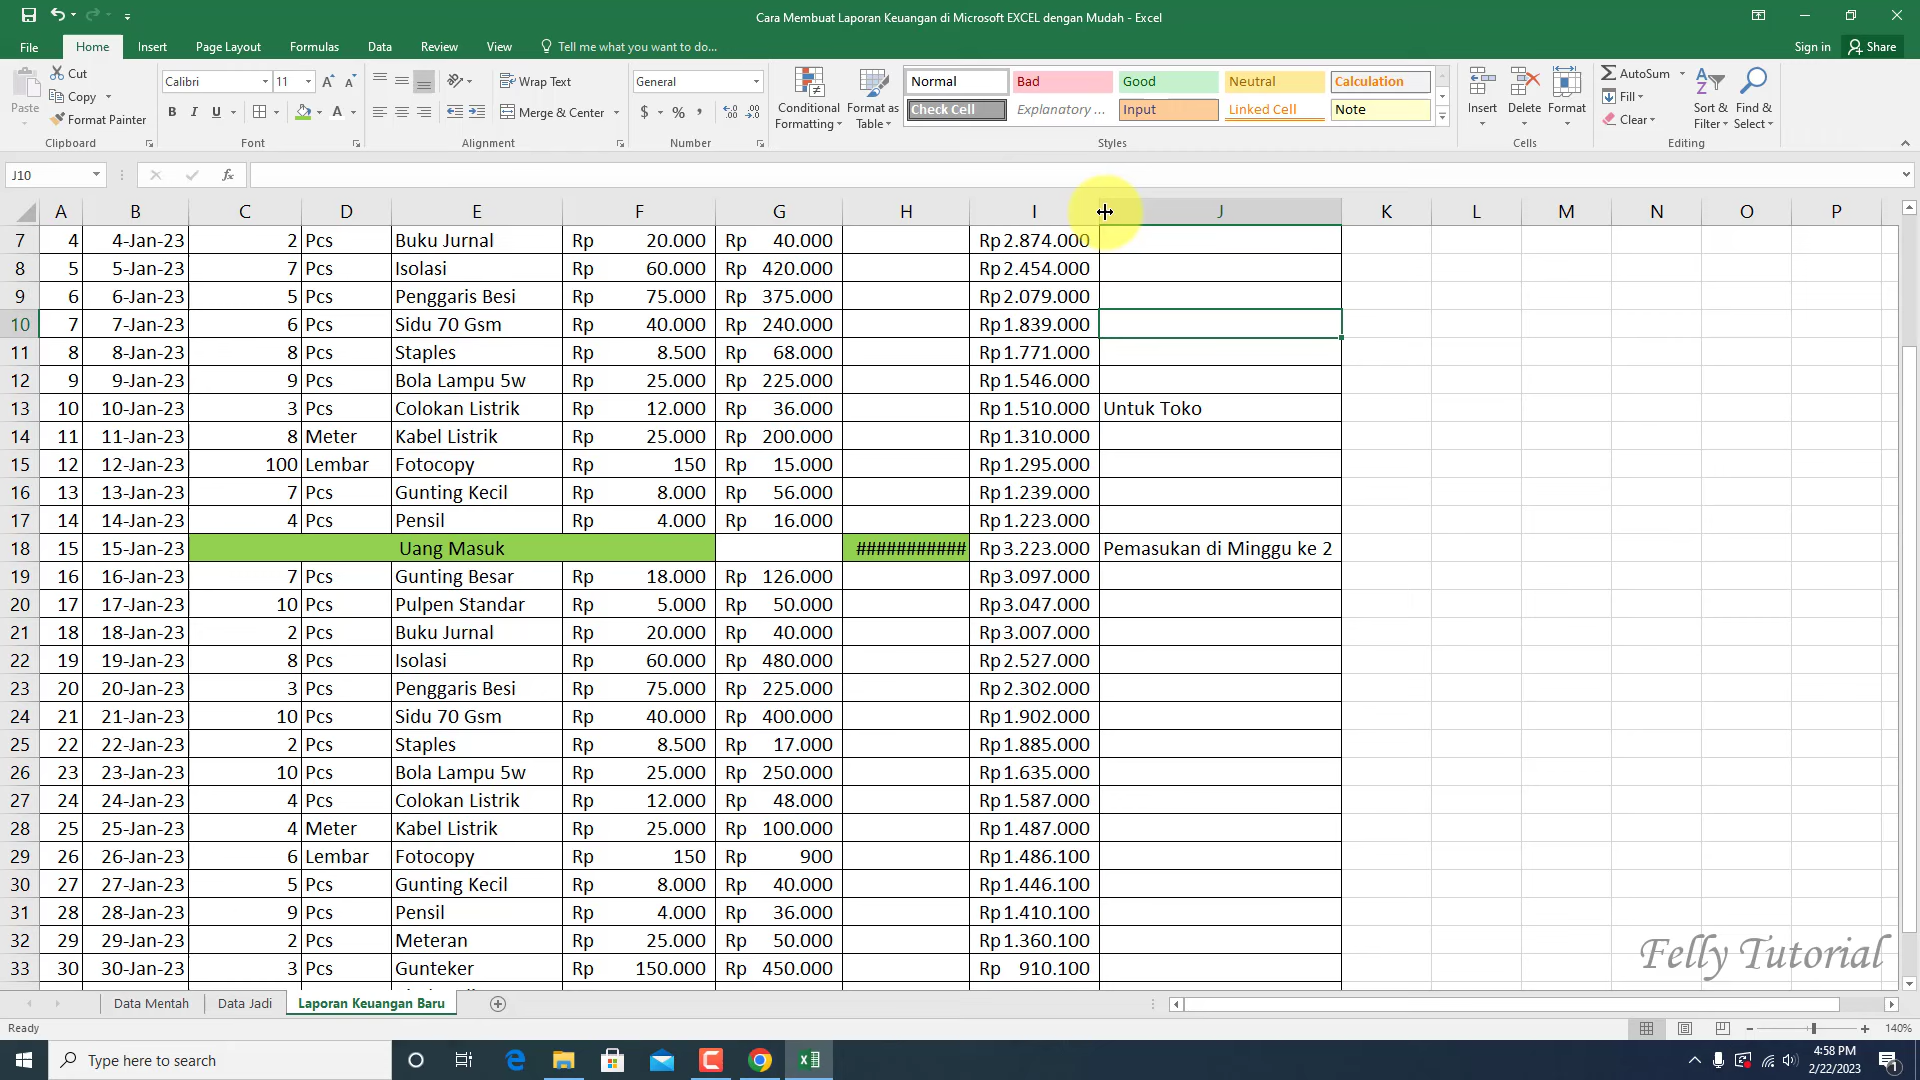 Cara Membuat Laporan Keuangan di Microsoft EXCEL dengan Mudah - Excel
File Home Insert Page Layout Formulas Data Review View Tell me what you want to do... Sign in Share
Paste Cut Copy Format Painter Clipboard
Calibri 11 B I U A Font
Wrap Text Merge & Center Alignment
General $ % , Number
Conditional Formatting Format as Table
Normal Bad Good Neutral Calculation
Check Cell Explanatory ... Input Linked Cell Note
Styles
Insert Delete Format Cells
AutoSum Fill Clear Sort & Filter Find & Select Editing
J10 fx
A B C D E F G H I J K L M N O P
7 4 4-Jan-23 2 Pcs Buku Jurnal Rp 20.000 Rp 40.000 Rp 2.874.000
8 5 5-Jan-23 7 Pcs Isolasi Rp 60.000 Rp 420.000 Rp 2.454.000
9 6 6-Jan-23 5 Pcs Penggaris Besi Rp 75.000 Rp 375.000 Rp 2.079.000
10 7 7-Jan-23 6 Pcs Sidu 70 Gsm Rp 40.000 Rp 240.000 Rp 1.839.000
11 8 8-Jan-23 8 Pcs Staples Rp 8.500 Rp 68.000 Rp 1.771.000
12 9 9-Jan-23 9 Pcs Bola Lampu 5w Rp 25.000 Rp 225.000 Rp 1.546.000
13 10 10-Jan-23 3 Pcs Colokan Listrik Rp 12.000 Rp 36.000 Rp 1.510.000 Untuk Toko
14 11 11-Jan-23 8 Meter Kabel Listrik Rp 25.000 Rp 200.000 Rp 1.310.000
15 12 12-Jan-23 100 Lembar Fotocopy Rp 150 Rp 15.000 Rp 1.295.000
16 13 13-Jan-23 7 Pcs Gunting Kecil Rp 8.000 Rp 56.000 Rp 1.239.000
17 14 14-Jan-23 4 Pcs Pensil Rp 4.000 Rp 16.000 Rp 1.223.000
18 15 15-Jan-23 Uang Masuk ########### Rp 3.223.000 Pemasukan di Minggu ke 2
19 16 16-Jan-23 7 Pcs Gunting Besar Rp 18.000 Rp 126.000 Rp 3.097.000
20 17 17-Jan-23 10 Pcs Pulpen Standar Rp 5.000 Rp 50.000 Rp 3.047.000
21 18 18-Jan-23 2 Pcs Buku Jurnal Rp 20.000 Rp 40.000 Rp 3.007.000
22 19 19-Jan-23 8 Pcs Isolasi Rp 60.000 Rp 480.000 Rp 2.527.000
23 20 20-Jan-23 3 Pcs Penggaris Besi Rp 75.000 Rp 225.000 Rp 2.302.000
24 21 21-Jan-23 10 Pcs Sidu 70 Gsm Rp 40.000 Rp 400.000 Rp 1.902.000
25 22 22-Jan-23 2 Pcs Staples Rp 8.500 Rp 17.000 Rp 1.885.000
26 23 23-Jan-23 10 Pcs Bola Lampu 5w Rp 25.000 Rp 250.000 Rp 1.635.000
27 24 24-Jan-23 4 Pcs Colokan Listrik Rp 12.000 Rp 48.000 Rp 1.587.000
28 25 25-Jan-23 4 Meter Kabel Listrik Rp 25.000 Rp 100.000 Rp 1.487.000
29 26 26-Jan-23 6 Lembar Fotocopy Rp 150 Rp 900 Rp 1.486.100
30 27 27-Jan-23 5 Pcs Gunting Kecil Rp 8.000 Rp 40.000 Rp 1.446.100
31 28 28-Jan-23 9 Pcs Pensil Rp 4.000 Rp 36.000 Rp 1.410.100
32 29 29-Jan-23 2 Pcs Meteran Rp 25.000 Rp 50.000 Rp 1.360.100
33 30 30-Jan-23 3 Pcs Gunteker Rp 150.000 Rp 450.000 Rp 910.100
Felly Tutorial
Data Mentah Data Jadi Laporan Keuangan Baru
Ready 140%
Type here to search 4:58 PM
2/22/2023 1